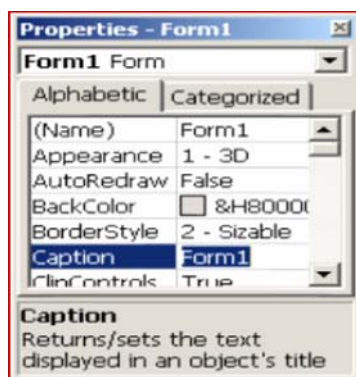 Properties - Form1
Form1 Form
Alphabetic Categorized
(Name) Form1
Appearance 1 - 3D
AutoRedraw False
BackColor &H80000
BorderStyle 2 - Sizable
Caption Form1
ClipControls True
Caption
Returns/sets the text
displayed in an object's title